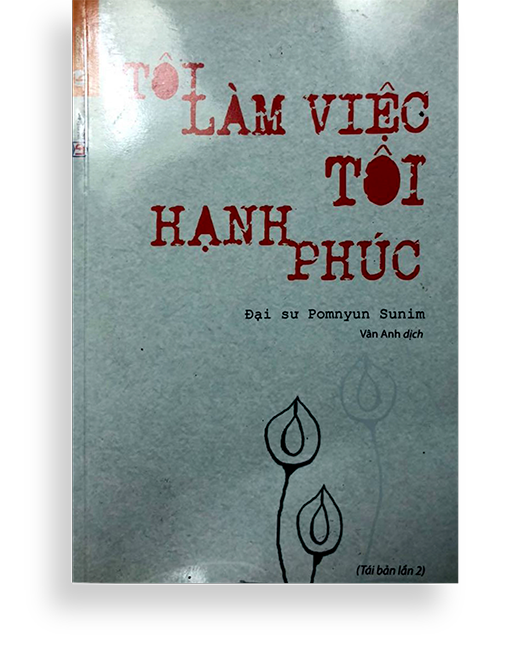 TÔI
LÀM VIỆC
TÔI
HẠNH
PHÚC
Đại sư Pomnyun Sunim
Vân Anh dịch
(Tái bản lần 2)